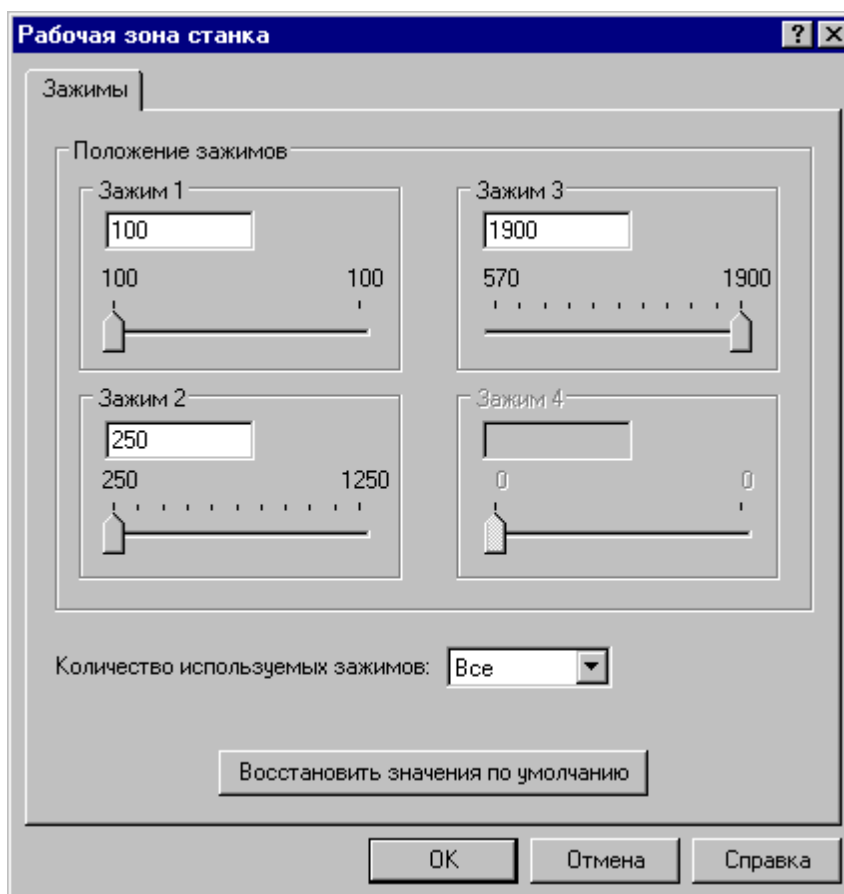 Рабочая зона станка
Зажимы
Положение зажимов
Зажим 1
100
100 100
Зажим 3
1900
570 1900
Зажим 2
250
250 1250
Зажим 4
0 0
Количество используемых зажимов: Все
Восстановить значения по умолчанию
OK Отмена Справка